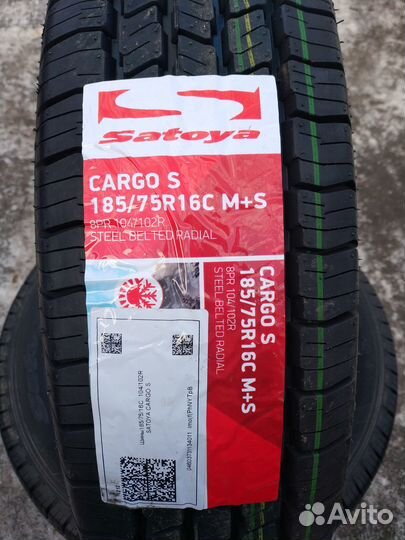 Satoya
CARGO S
185/75R16C M+S
8PR 104/102R
STEEL BELTED RADIAL
CARGO S
185/75R16C M+S
8PR 104/102R
STEEL BELTED RADIAL
SATOYA CARGO S
Avito